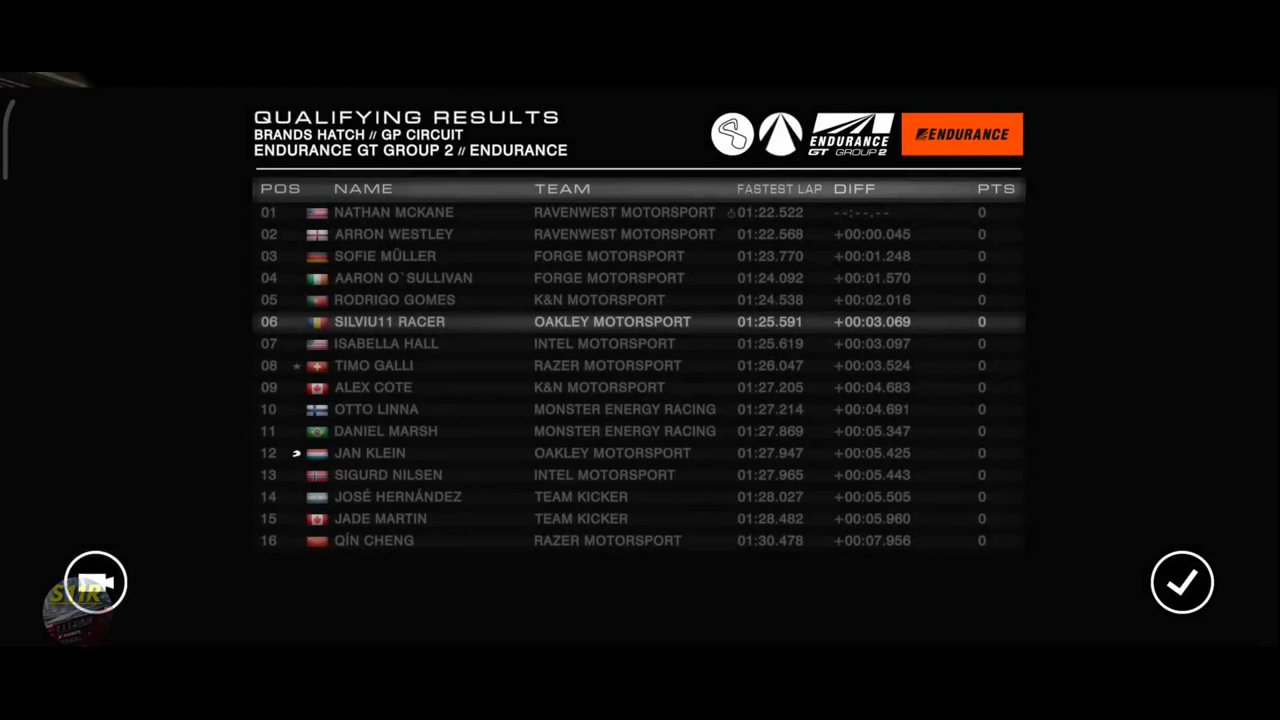 QUALIFYING RESULTS
BRANDS HATCH // GP CIRCUIT
ENDURANCE GT GROUP 2 // ENDURANCE
ENDURANCE
GT GROUP 2
ENDURANCE
POS NAME TEAM FASTEST LAP DIFF PTS
01 NATHAN MCKANE RAVENWEST MOTORSPORT 01:22.522 --:--.-- 0
02 ARRON WESTLEY RAVENWEST MOTORSPORT 01:22.568 +00:00.045 0
03 SOFIE MÜLLER FORGE MOTORSPORT 01:23.770 +00:01.248 0
04 AARON O`SULLIVAN FORGE MOTORSPORT 01:24.092 +00:01.570 0
05 RODRIGO GOMES K&N MOTORSPORT 01:24.538 +00:02.016 0
06 SILVIU11 RACER OAKLEY MOTORSPORT 01:25.591 +00:03.069 0
07 ISABELLA HALL INTEL MOTORSPORT 01:25.619 +00:03.097 0
08 TIMO GALLI RAZER MOTORSPORT 01:26.047 +00:03.524 0
09 ALEX COTE K&N MOTORSPORT 01:27.205 +00:04.683 0
10 OTTO LINNA MONSTER ENERGY RACING 01:27.214 +00:04.691 0
11 DANIEL MARSH MONSTER ENERGY RACING 01:27.869 +00:05.347 0
12 JAN KLEIN OAKLEY MOTORSPORT 01:27.947 +00:05.425 0
13 SIGURD NILSEN INTEL MOTORSPORT 01:27.965 +00:05.443 0
14 JOSÉ HERNÁNDEZ TEAM KICKER 01:28.027 +00:05.505 0
15 JADE MARTIN TEAM KICKER 01:28.482 +00:05.960 0
16 QÍN CHENG RAZER MOTORSPORT 01:30.478 +00:07.956 0
S11R